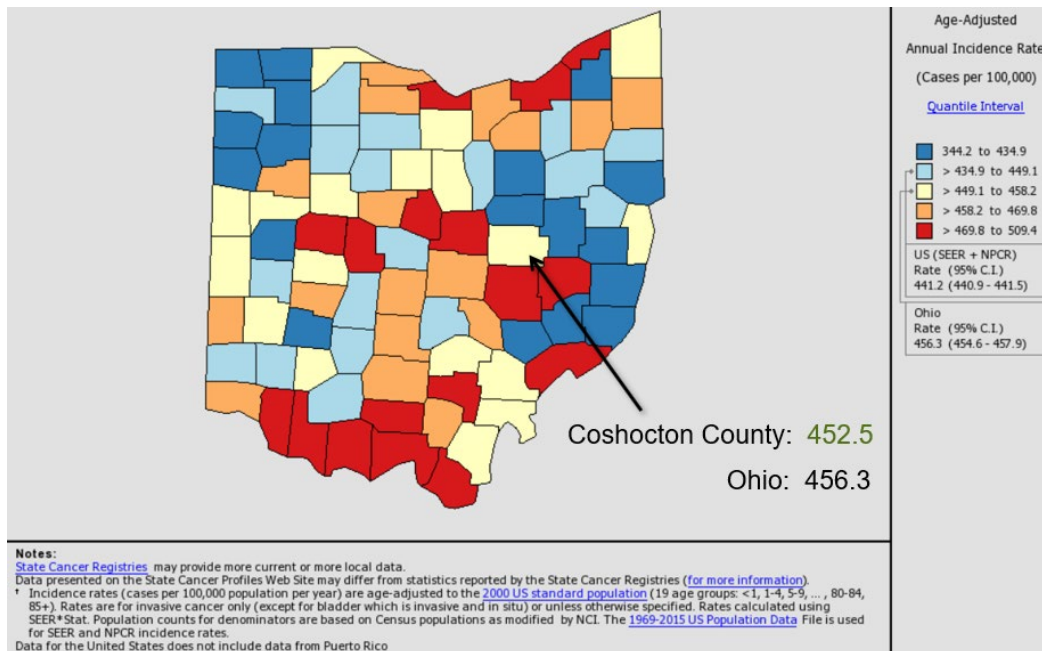 Age-Adjusted
Annual Incidence Rate
(Cases per 100,000)
Quantile Interval
344.2 to 434.9
> 434.9 to 449.1
> 449.1 to 458.2
> 458.2 to 469.8
> 469.8 to 509.4
US (SEER + NPCR)
Rate (95% C.I.)
441.2 (440.9 - 441.5)
Ohio
Rate (95% C.I.)
456.3 (454.6 - 457.9)
Coshocton County: 452.5
Ohio: 456.3
Notes:
State Cancer Registries may provide more current or more local data.
Data presented on the State Cancer Profiles Web Site may differ from statistics reported by the State Cancer Registries (for more information).
† Incidence rates (cases per 100,000 population per year) are age-adjusted to the 2000 US standard population (19 age groups: <1, 1-4, 5-9, ... , 80-84,
85+). Rates are for invasive cancer only (except for bladder which is invasive and in situ) or unless otherwise specified. Rates calculated using
SEER*Stat. Population counts for denominators are based on Census populations as modified by NCI. The 1969-2015 US Population Data File is used
for SEER and NPCR incidence rates.
Data for the United States does not include data from Puerto Rico